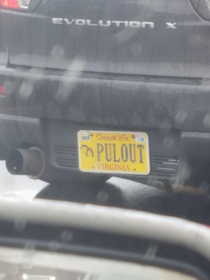 EVOLUTION X
Choose Life
PULOUT
VIRGINIA